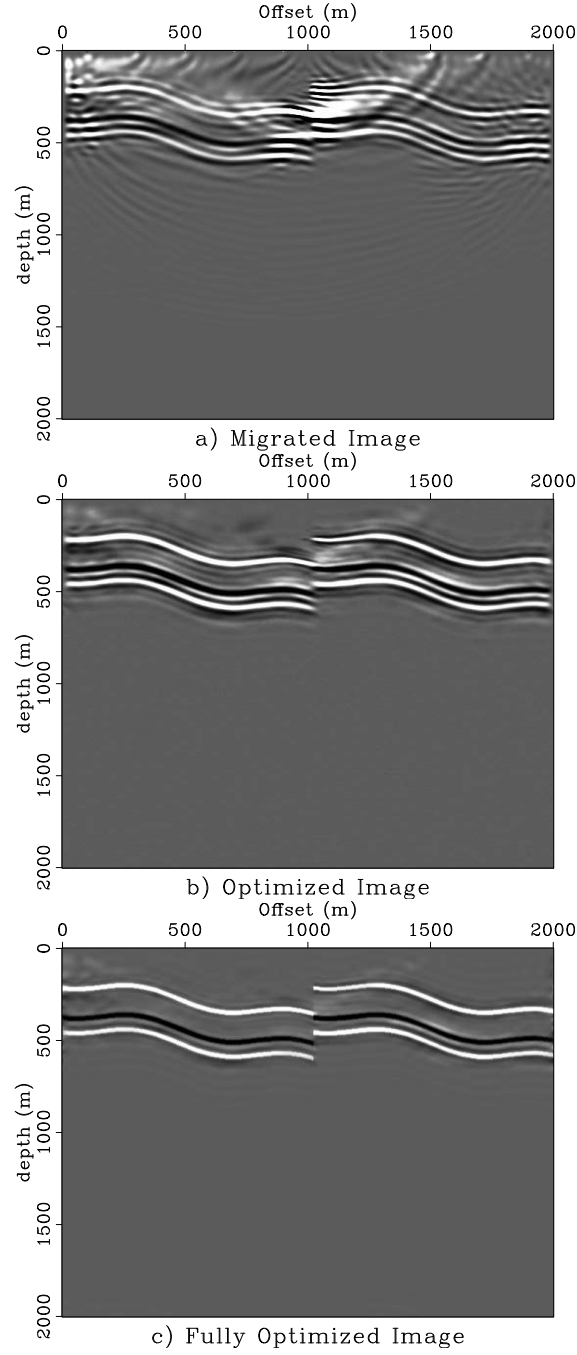 Offset (m)
0 500 1000 1500 2000
0
500
1000
1500
2000
depth (m)
a) Migrated Image
Offset (m)
0 500 1000 1500 2000
0
500
1000
1500
2000
depth (m)
b) Optimized Image
Offset (m)
0 500 1000 1500 2000
0
500
1000
1500
2000
depth (m)
c) Fully Optimized Image